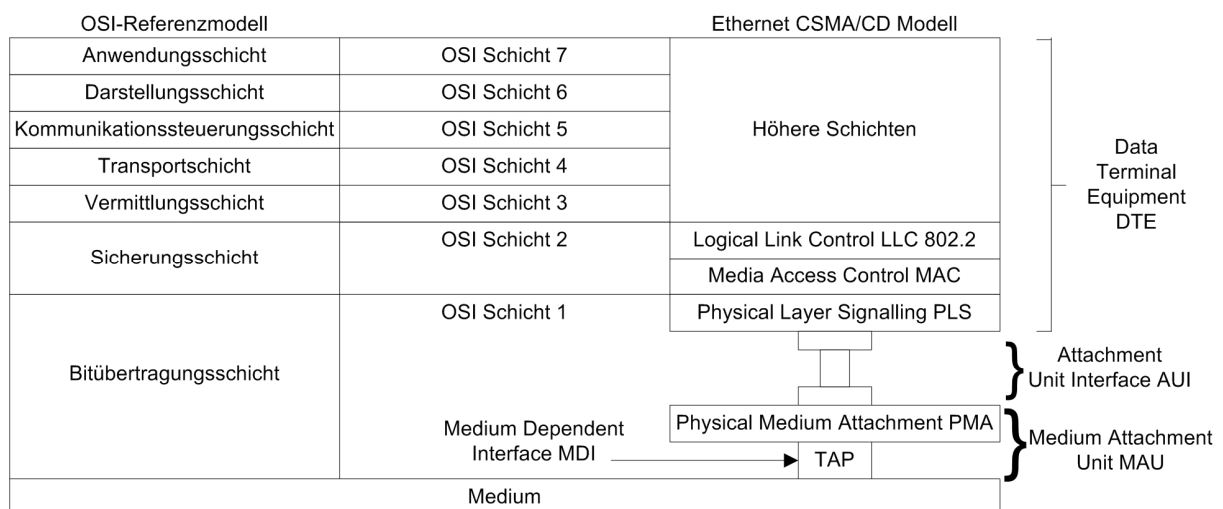 OSI-Referenzmodell
Ethernet CSMA/CD Modell
Anwendungsschicht
OSI Schicht 7
Darstellungsschicht
OSI Schicht 6
Kommunikationssteuerungsschicht
OSI Schicht 5
Höhere Schichten
Transportschicht
OSI Schicht 4
Vermittlungsschicht
OSI Schicht 3
Data
Terminal
Equipment
DTE
Sicherungsschicht
OSI Schicht 2
Logical Link Control LLC 802.2
Media Access Control MAC
Bitübertragungsschicht
OSI Schicht 1
Physical Layer Signalling PLS
Attachment
Unit Interface AUI
Physical Medium Attachment PMA
Medium Dependent
Interface MDI
TAP
Medium Attachment
Unit MAU
Medium